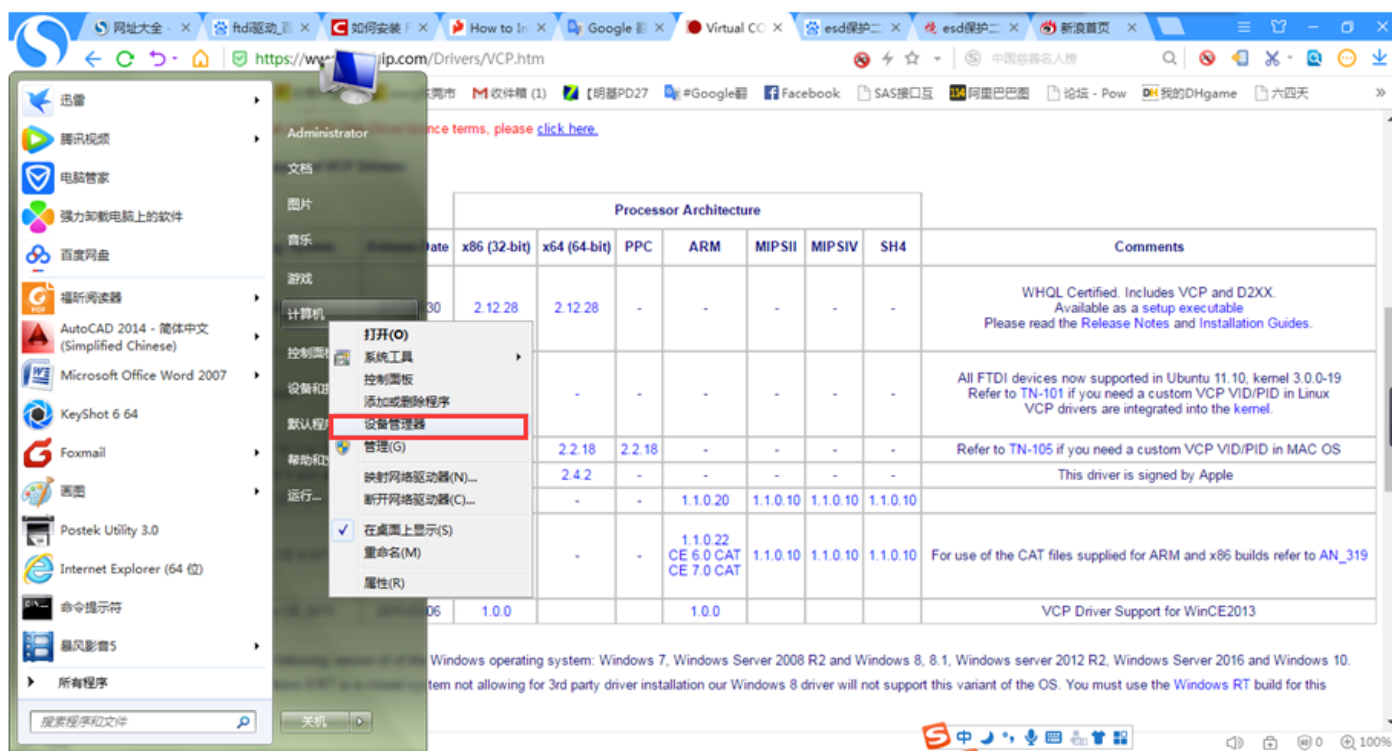 网址大全 -
ftdi驱动_百
如何安装 F
How to In
Google 翻
Virtual CO
esd保护二
esd保护二
新浪首页
https://ww
ip.com/Drivers/VCP.htm
中国慈善名人榜
东莞市
收件箱 (1)
【明基PD27
#Google翻
Facebook
SAS接口互
阿里巴巴图
论坛 - Pow
我的DHgame
六四天
迅雷
腾讯视频
电脑管家
强力卸载电脑上的软件
百度网盘
福昕阅读器
AutoCAD 2014 - 简体中文
(Simplified Chinese)
Microsoft Office Word 2007
KeyShot 6 64
Foxmail
画图
Postek Utility 3.0
Internet Explorer (64 位)
命令提示符
暴风影音5
所有程序
搜索程序和文件
Administrator
文档
图片
音乐
游戏
计算机
控制面板
设备和
默认程
帮助和
运行...
关机
打开(O)
系统工具
控制面板
添加或删除程序
设备管理器
管理(G)
映射网络驱动器(N)...
断开网络驱动器(C)...
在桌面上显示(S)
重命名(M)
属性(R)
nce terms, please click here.
Processor Architecture
ate x86 (32-bit) x64 (64-bit) PPC ARM MIPSII MIPSIV SH4 Comments
30 2.12.28 2.12.28 - - - - -
WHQL Certified. Includes VCP and D2XX.
Available as a setup executable
Please read the Release Notes and Installation Guides.
- - - - - -
All FTDI devices now supported in Ubuntu 11.10, kernel 3.0.0-19
Refer to TN-101 if you need a custom VCP VID/PID in Linux
VCP drivers are integrated into the kernel.
2.2.18 2.2.18 - - - - Refer to TN-105 if you need a custom VCP VID/PID in MAC OS
2.4.2 - - - - - This driver is signed by Apple
- - 1.1.0.20 1.1.0.10 1.1.0.10 1.1.0.10
- - 1.1.0.22
CE 6.0 CAT
CE 7.0 CAT
1.1.0.10 1.1.0.10 1.1.0.10 For use of the CAT files supplied for ARM and x86 builds refer to AN_319
06 1.0.0 1.0.0 VCP Driver Support for WinCE2013
Windows operating system: Windows 7, Windows Server 2008 R2 and Windows 8, 8.1, Windows server 2012 R2, Windows Server 2016 and Windows 10.
tem not allowing for 3rd party driver installation our Windows 8 driver will not support this variant of the OS. You must use the Windows RT build for this
中
0
100%